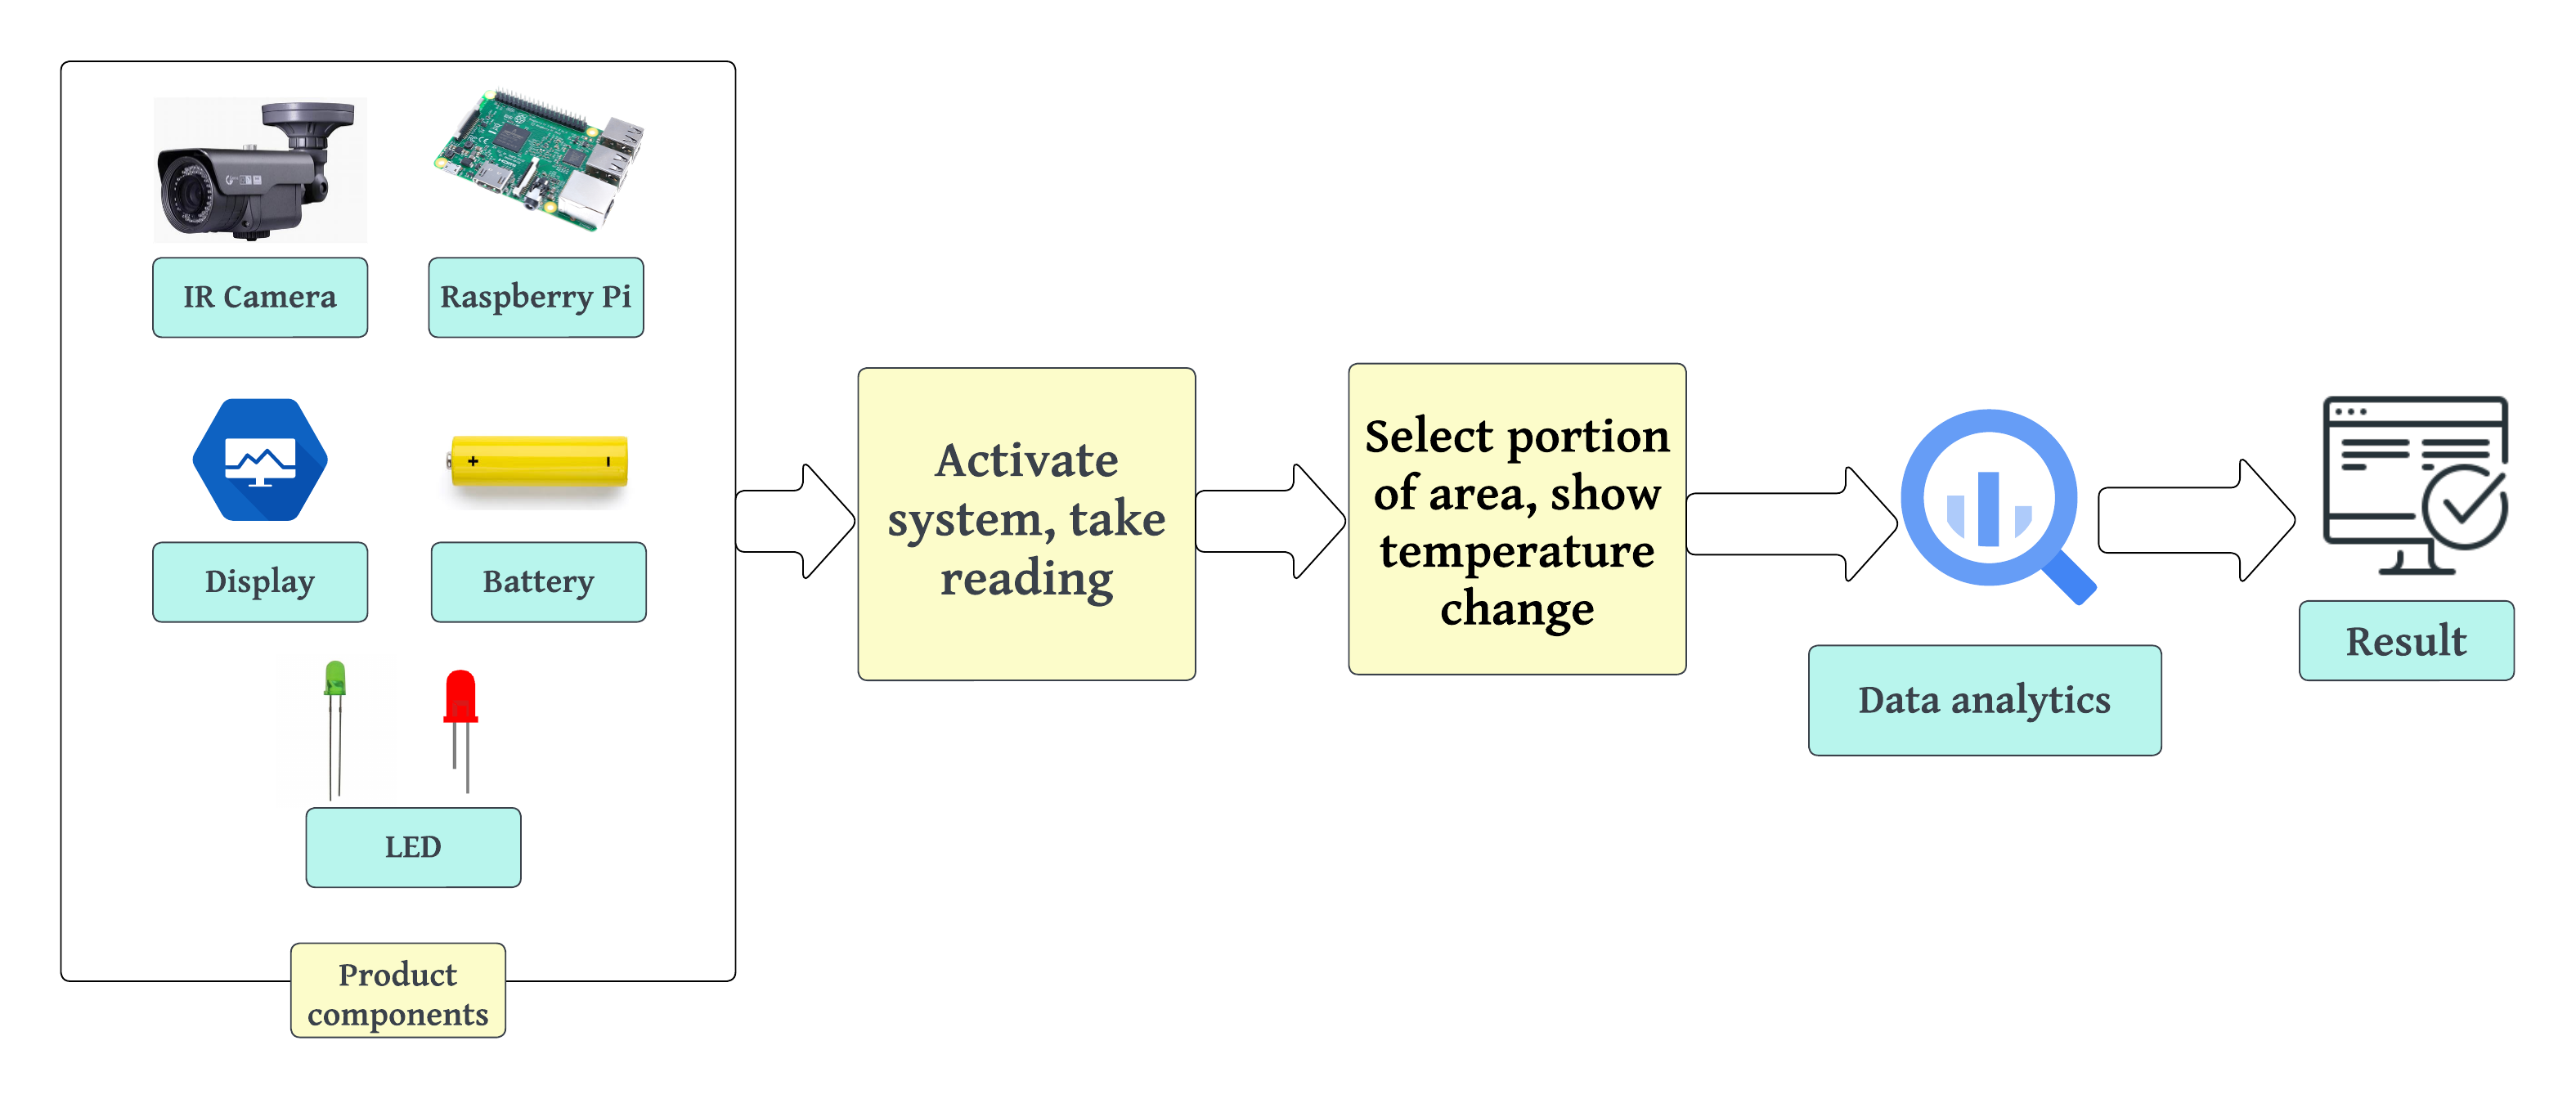 IR Camera
Raspberry Pi
Display
Battery
LED
Product
components
Activate
system, take
reading
Select portion
of area, show
temperature
change
Data analytics
Result